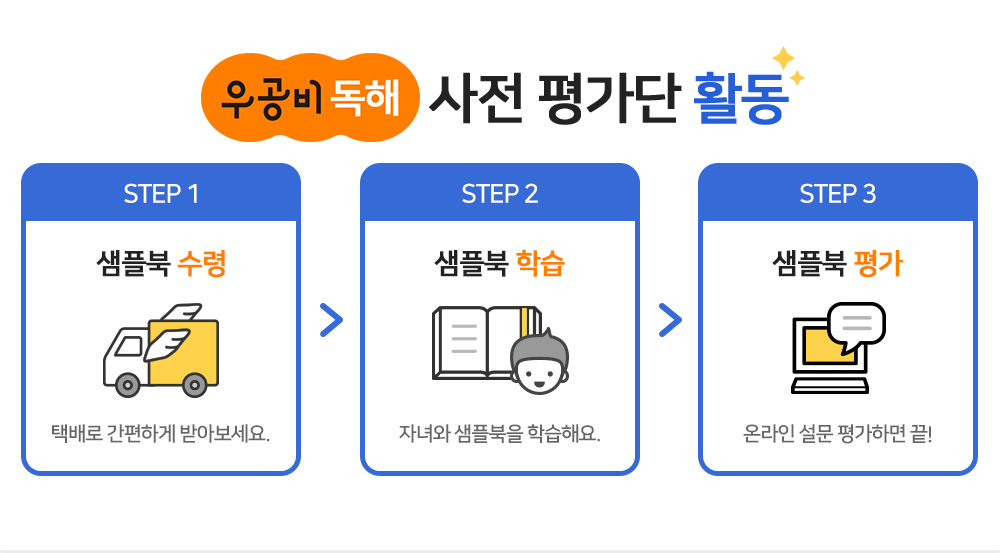 우공비 독해 사전 평가단 활동
STEP 1
샘플북 수령
택배로 간편하게 받아보세요.
STEP 2
샘플북 학습
자녀와 샘플북을 학습해요.
STEP 3
샘플북 평가
온라인 설문 평가하면 끝!